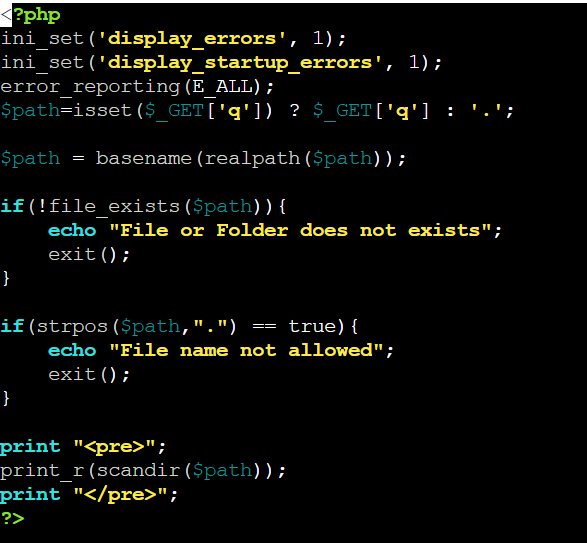 <?php
ini_set('display_errors', 1);
ini_set('display_startup_errors', 1);
error_reporting(E_ALL);
$path=isset($_GET['q']) ? $_GET['q'] : '.';
$path = basename(realpath($path));
if(!file_exists($path)){
    echo "File or Folder does not exists";
    exit();
}
if(strpos($path,".") == true){
    echo "File name not allowed";
    exit();
}
print "<pre>";
print_r(scandir($path));
print "</pre>";
?>